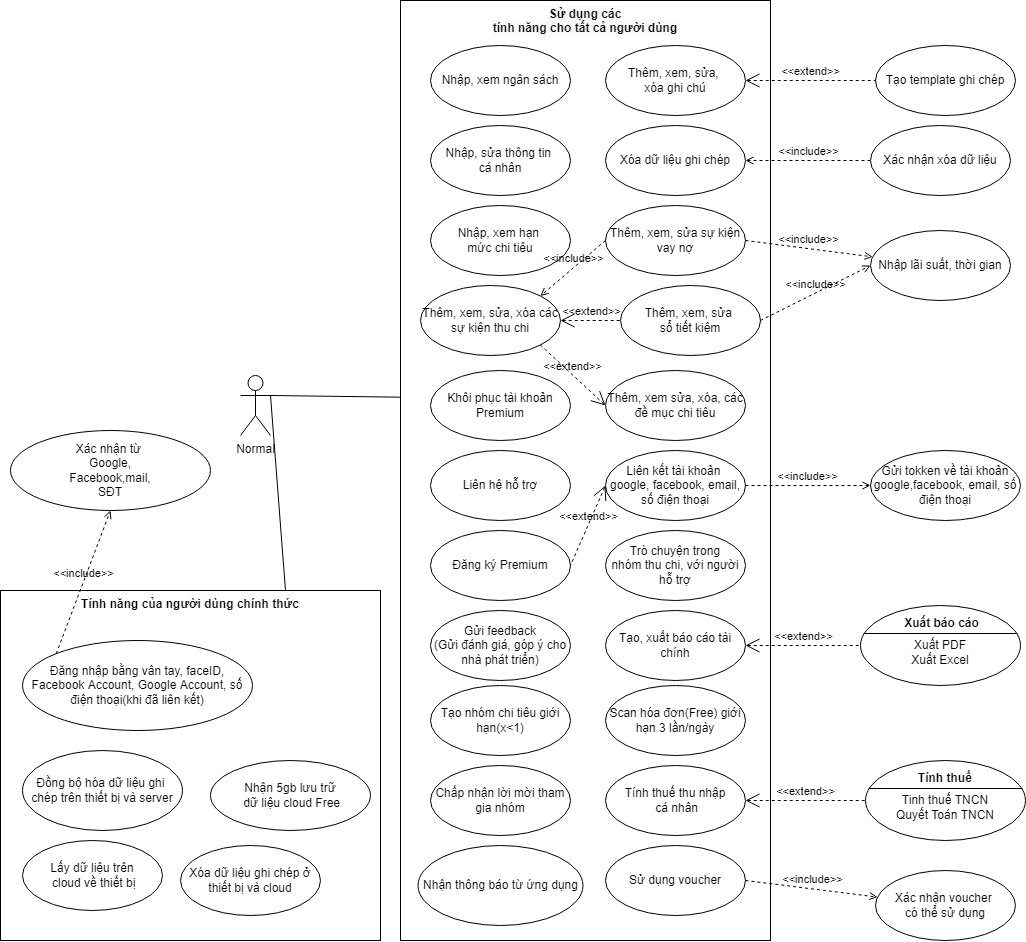 Sử dụng các
tính năng cho tất cả người dùng
Nhập, xem ngân sách
Thêm, xem, sửa,
xóa ghi chú
<<extend>>
Tạo template ghi chép
Nhập, sửa thông tin
cá nhân
Xóa dữ liệu ghi chép
<<include>>
Xác nhận xóa dữ liệu
Nhập, xem hạn
mức chi tiêu
<<include>>
Thêm, xem, sửa sự kiện
vay nợ
<<include>>
Nhập lãi suất, thời gian
<<include>>
Thêm, xem, sửa, xóa các
sự kiện thu chi
<<extend>>
Thêm, xem, sửa
sổ tiết kiệm
<<extend>>
Normal
Khôi phục tài khoản
Premium
Thêm, xem sửa, xóa, các
đề mục chi tiêu
Xác nhận từ
Google,
Facebook,mail,
SĐT
Liên hệ hỗ trợ
Liên kết tài khoản
google, facebook, email,
số điện thoại
<<include>>
Gửi tokken về tài khoản
google,facebook, email, số
điện thoại
<<extend>>
Đăng ký Premium
Trò chuyện trong
nhóm thu chi, với người
hỗ trợ
<<include>>
Tính năng của người dùng chính thức
Gửi feedback
(Gửi đánh giá, góp ý cho
nhà phát triển)
Tạo, xuất báo cáo tài
chính
<<extend>>
Xuất báo cáo
Xuất PDF
Xuất Excel
Đăng nhập bằng vân tay, faceID,
Facebook Account, Google Account, số
điện thoại(khi đã liên kết)
Tạo nhóm chi tiêu giới
hạn(x<1)
Scan hóa đơn(Free) giới
hạn 3 lần/ngày
Đồng bộ hóa dữ liệu ghi
chép trên thiết bị và server
Nhận 5gb lưu trữ
dữ liệu cloud Free
Chấp nhận lời mời tham
gia nhóm
Tính thuế thu nhập
cá nhân
<<extend>>
Tính thuế
Tinh thuế TNCN
Quyết Toán TNCN
Lấy dữ liệu trên
cloud về thiết bị
Xóa dữ liệu ghi chép ở
thiết bị và cloud
Nhận thông báo từ ứng dụng
Sử dụng voucher
<<include>>
Xác nhận voucher
có thể sử dụng